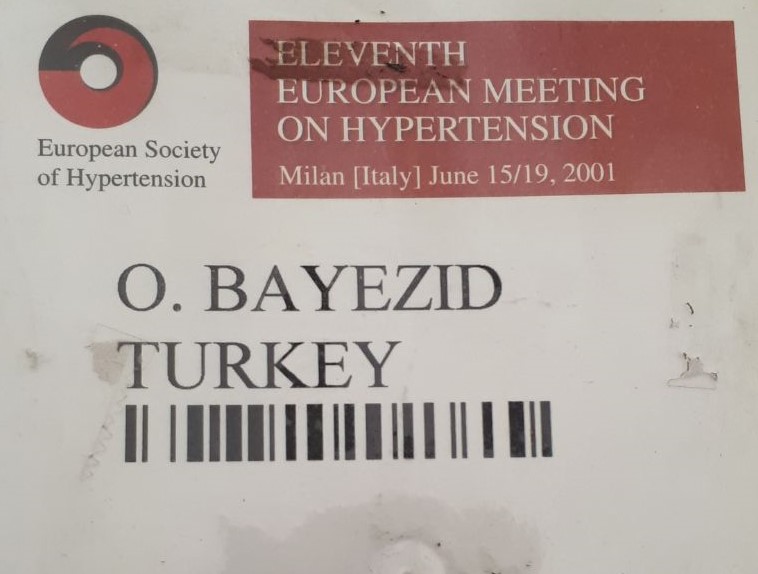 European Society
of Hypertension
ELEVENTH
EUROPEAN MEETING
ON HYPERTENSION
Milan [Italy] June 15/19, 2001
O. BAYEZID
TURKEY